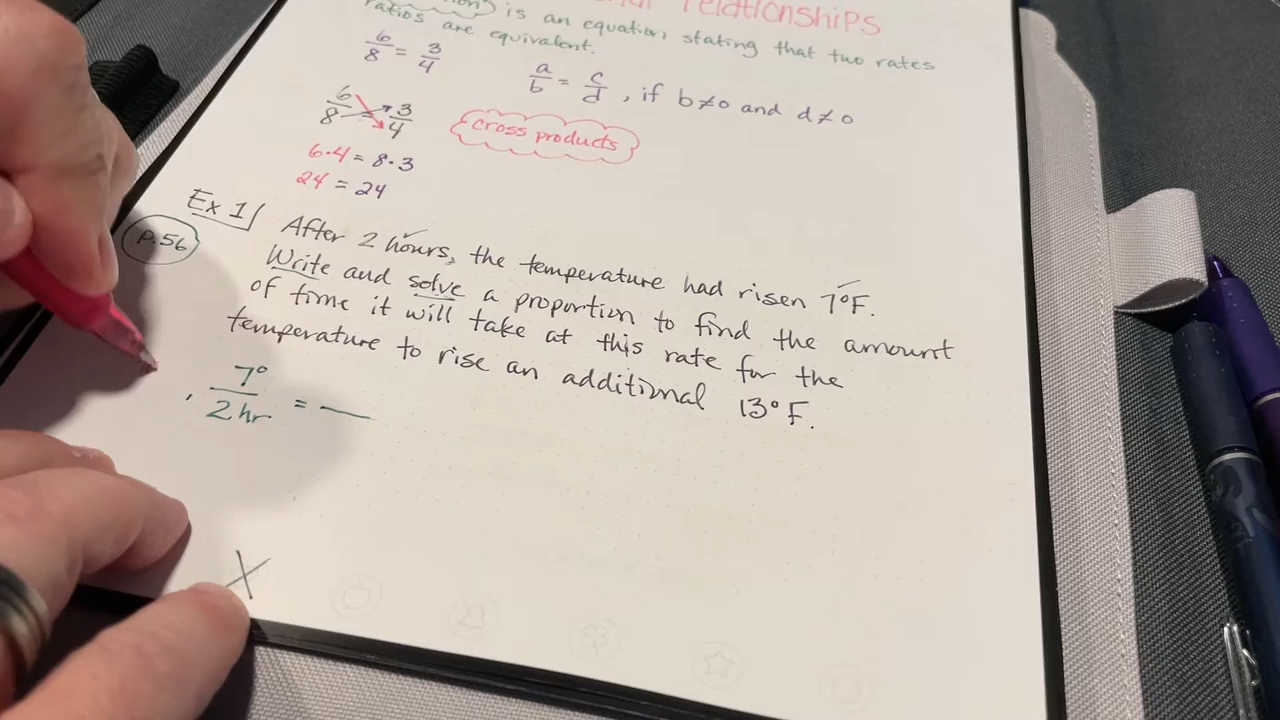 relationships
is an equation, stating that two rates
ratios are equivalent.
6/8 = 3/4
a/b = c/d , if b≠0 and d≠0
6/8 = 3/4
cross products
6·4 = 8·3
24 = 24
Ex 1
p.56
After 2 hours, the temperature had risen 7°F.
Write and solve a proportion to find the amount
of time it will take at this rate for the
temperature to rise an additional 13°F.
7°/2hr =
X